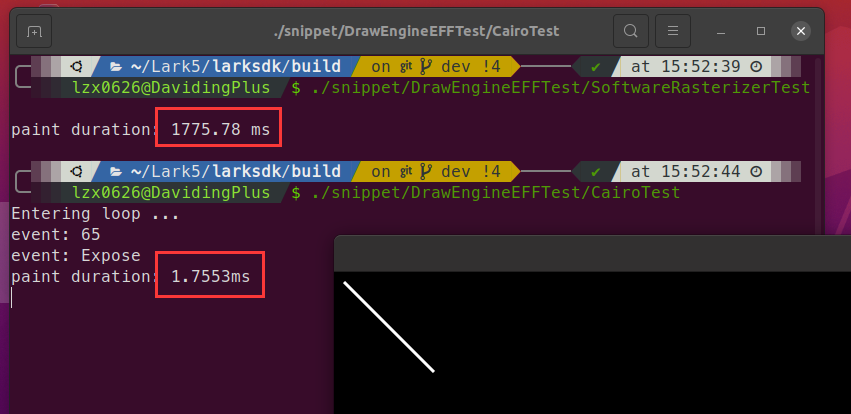 ./snippet/DrawEngineEFFTest/CairoTest
~/Lark5/larksdk/build on git dev !4 ✔ at 15:52:39
lzx0626@DavidingPlus $ ./snippet/DrawEngineEFFTest/SoftwareRasterizerTest
paint duration: 1775.78 ms
~/Lark5/larksdk/build on git dev !4 ✔ at 15:52:44
lzx0626@DavidingPlus $ ./snippet/DrawEngineEFFTest/CairoTest
Entering loop ...
event: 65
event: Expose
paint duration: 1.7553ms